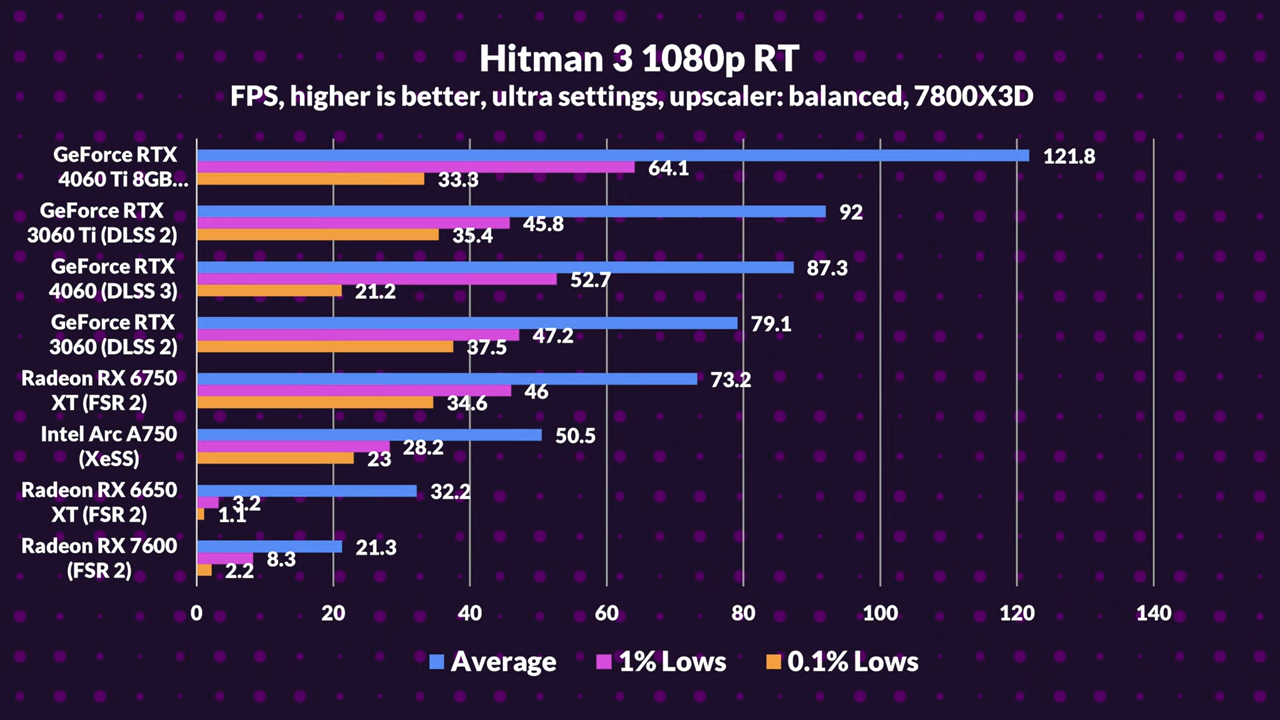 Hitman 3 1080p RT
FPS, higher is better, ultra settings, upscaler: balanced, 7800X3D
GeForce RTX
4060 Ti 8GB...
121.8
64.1
33.3
GeForce RTX
3060 Ti (DLSS 2)
92
45.8
35.4
GeForce RTX
4060 (DLSS 3)
87.3
52.7
21.2
GeForce RTX
3060 (DLSS 2)
79.1
47.2
37.5
Radeon RX 6750
XT (FSR 2)
73.2
46
34.6
Intel Arc A750
(XeSS)
50.5
28.2
23
Radeon RX 6650
XT (FSR 2)
32.2
3.2
1.1
Radeon RX 7600
(FSR 2)
21.3
8.3
2.2
0 20 40 60 80 100 120 140
Average 1% Lows 0.1% Lows